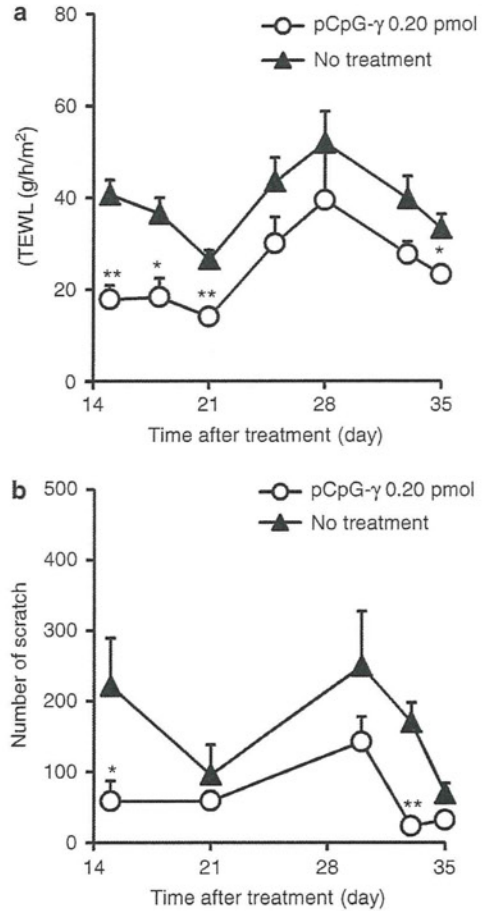 a
80
pCpG-γ 0.20 pmol
No treatment
60
(TEWL (g/h/m²)
40
**
*
**
*
20
0
14
21
28
35
Time after treatment (day)
b
500
pCpG-γ 0.20 pmol
No treatment
400
Number of scratch
300
200
*
100
**
0
14
21
28
35
Time after treatment (day)